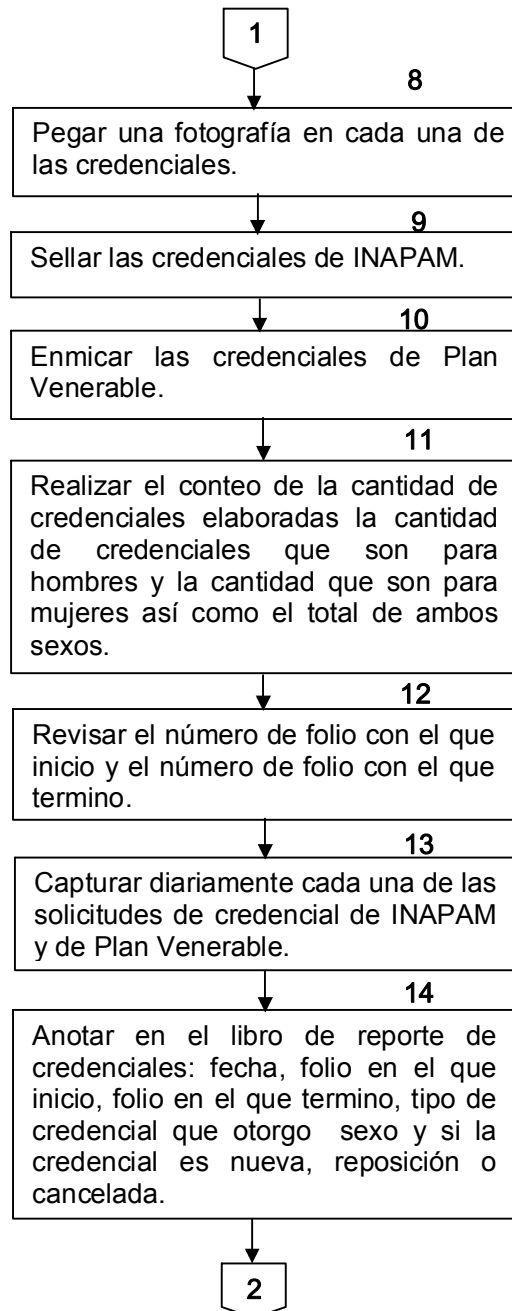 1
8
Pegar una fotografía en cada una de
las credenciales.
9
Sellar las credenciales de INAPAM.
10
Enmicar las credenciales de Plan
Venerable.
11
Realizar el conteo de la cantidad de
credenciales elaboradas la cantidad
de credenciales que son para
hombres y la cantidad que son para
mujeres así como el total de ambos
sexos.
12
Revisar el número de folio con el que
inicio y el número de folio con el que
termino.
13
Capturar diariamente cada una de las
solicitudes de credencial de INAPAM
y de Plan Venerable.
14
Anotar en el libro de reporte de
credenciales: fecha, folio en el que
inicio, folio en el que termino, tipo de
credencial que otorgo sexo y si la
credencial es nueva, reposición o
cancelada.
2